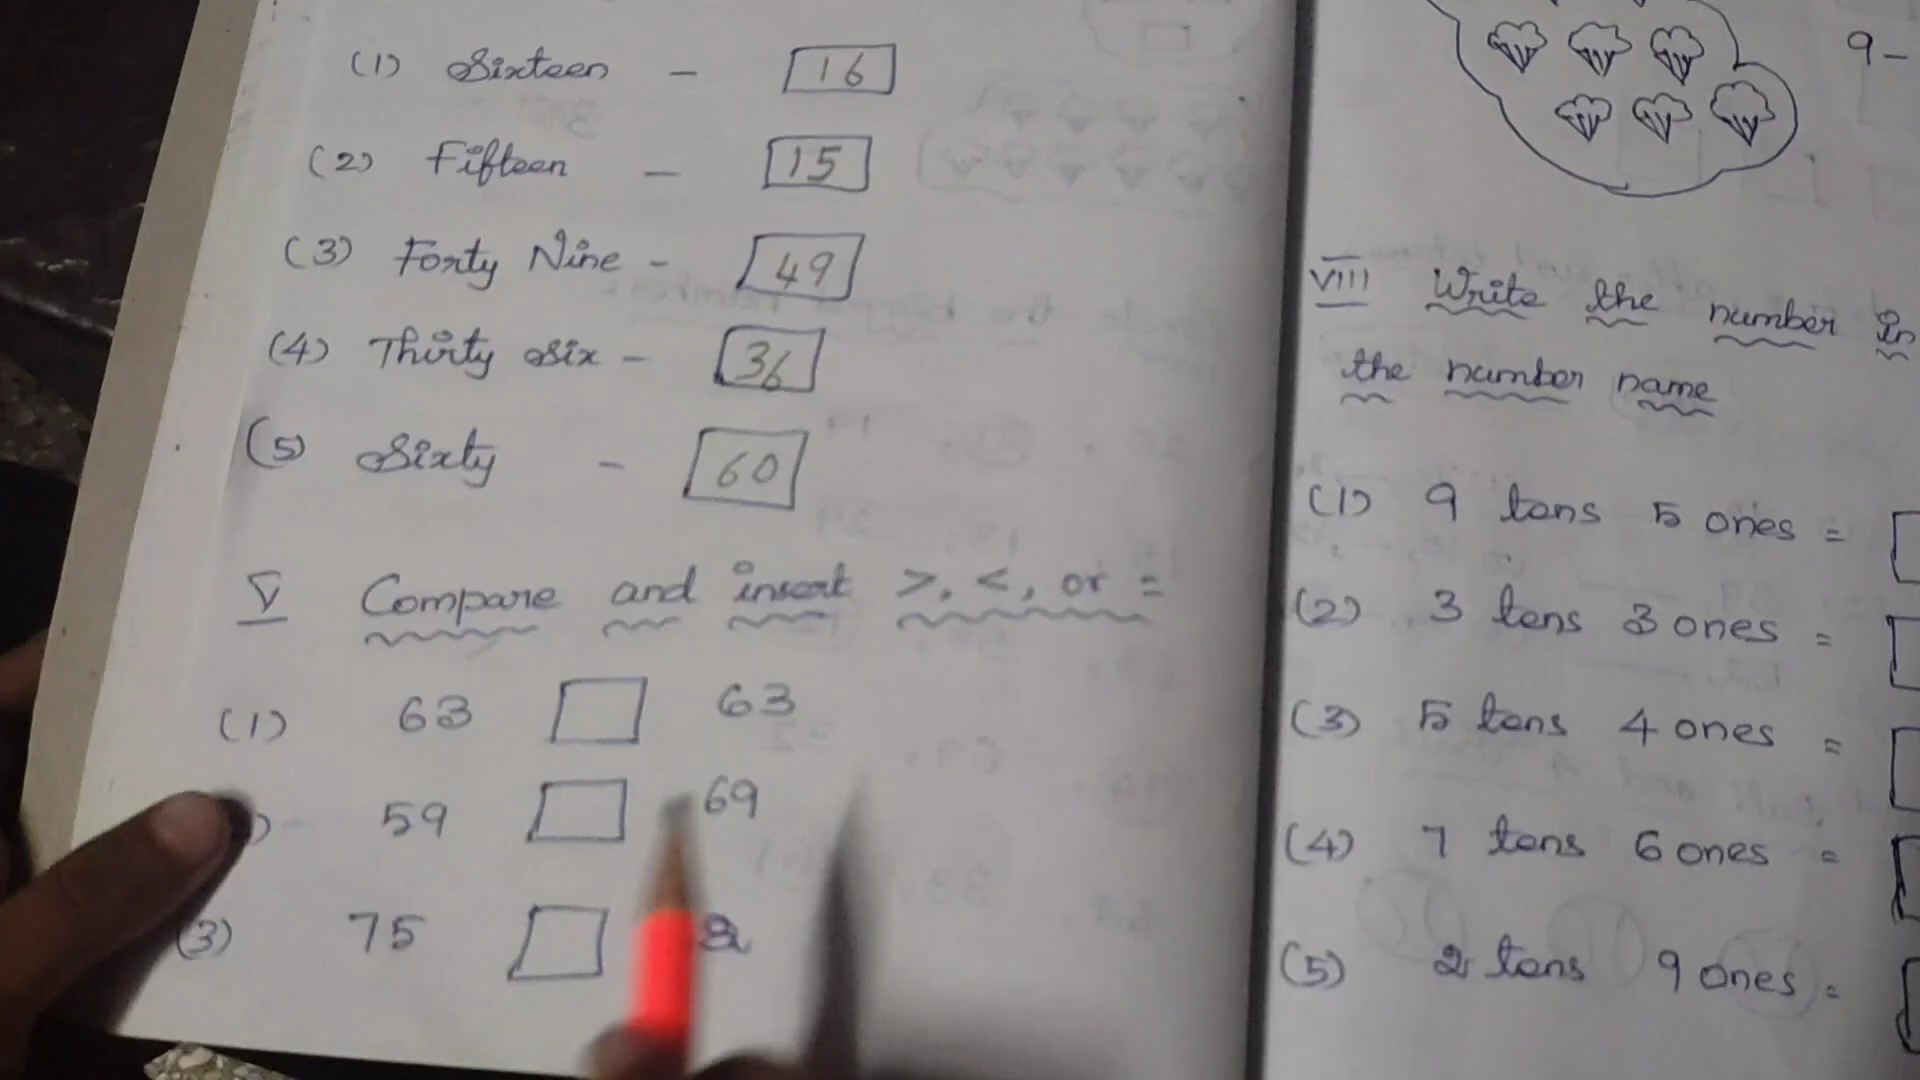 (1) Sixteen - 16
(2) Fifteen - 15
(3) Forty Nine - 49
(4) Thirty Six - 36
(5) Sixty - 60
V Compare and insert >, <, or =
(1) 63 63
) 59 69
(3) 75
9 -
VIII Write the number in
the number name
(1) 9 tens 5 ones =
(2) 3 tens 3 ones =
(3) 5 tens 4 ones =
(4) 7 tens 6 ones =
(5) 2 tens 9 ones =